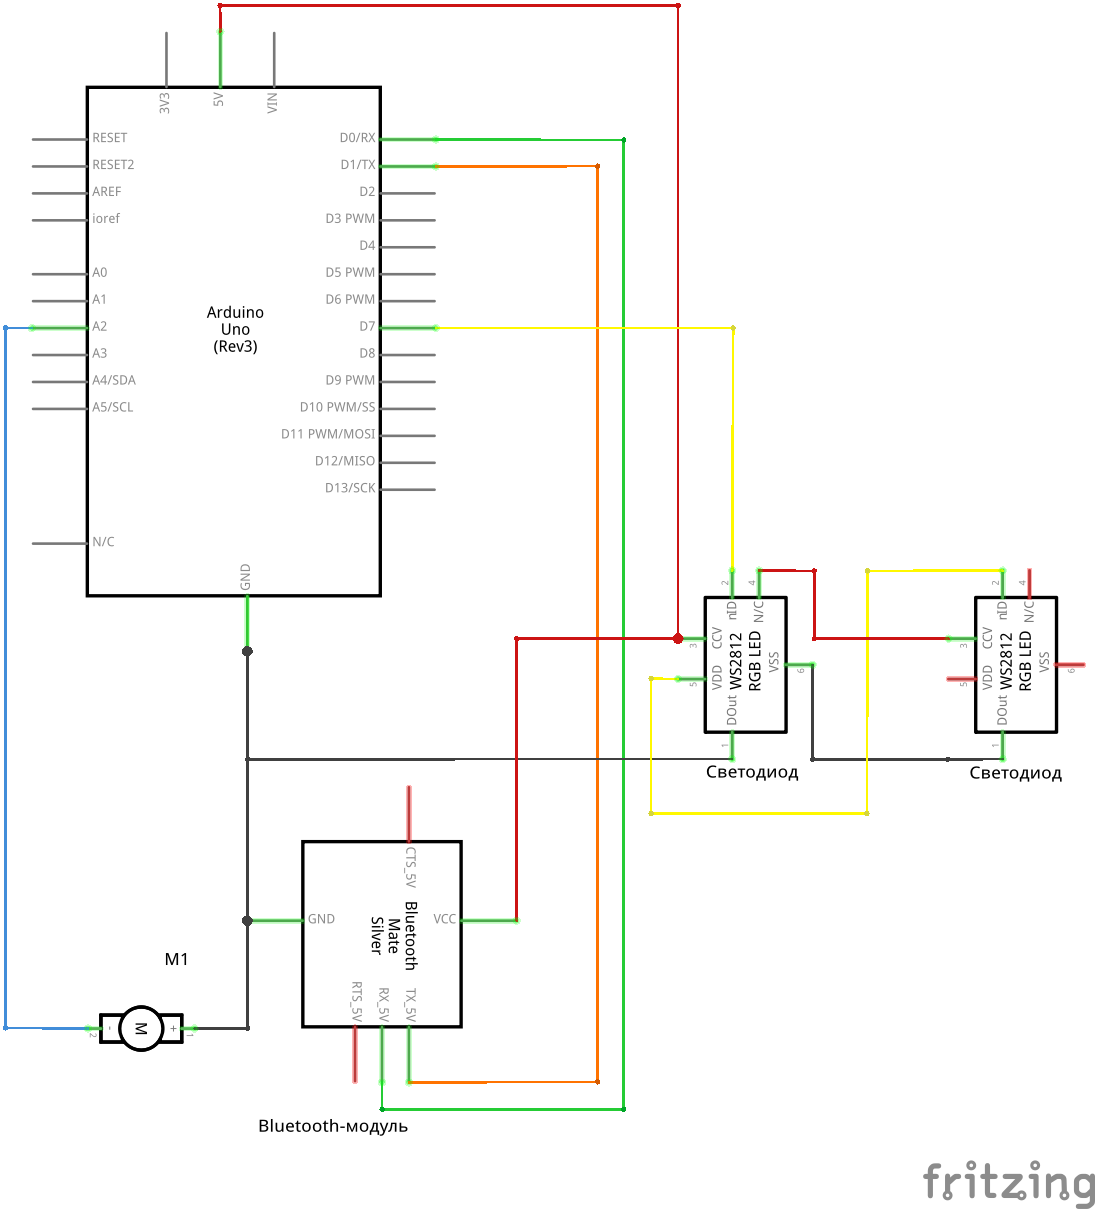 3V3
5V
VIN
RESET
RESET2
AREF
ioref
A0
A1
A2
A3
A4/SDA
A5/SCL
N/C
Arduino
Uno
(Rev3)
D0/RX
D1/TX
D2
D3 PWM
D4
D5 PWM
D6 PWM
D7
D8
D9 PWM
D10 PWM/SS
D11 PWM/MOSI
D12/MISO
D13/SCK
GND
2
4
nID
N/C
CCV
3
WS2812
RGB LED
VDD
5
VSS
6
DOut
1
Светодиод
2
4
nID
N/C
CCV
3
WS2812
RGB LED
VDD
5
VSS
6
DOut
1
Светодиод
CTS_5V
GND
VCC
Bluetooth
Mate
Silver
RTS_5V
RX_5V
TX_5V
Bluetooth-модуль
M1
2
-
M
+
1
fritzing